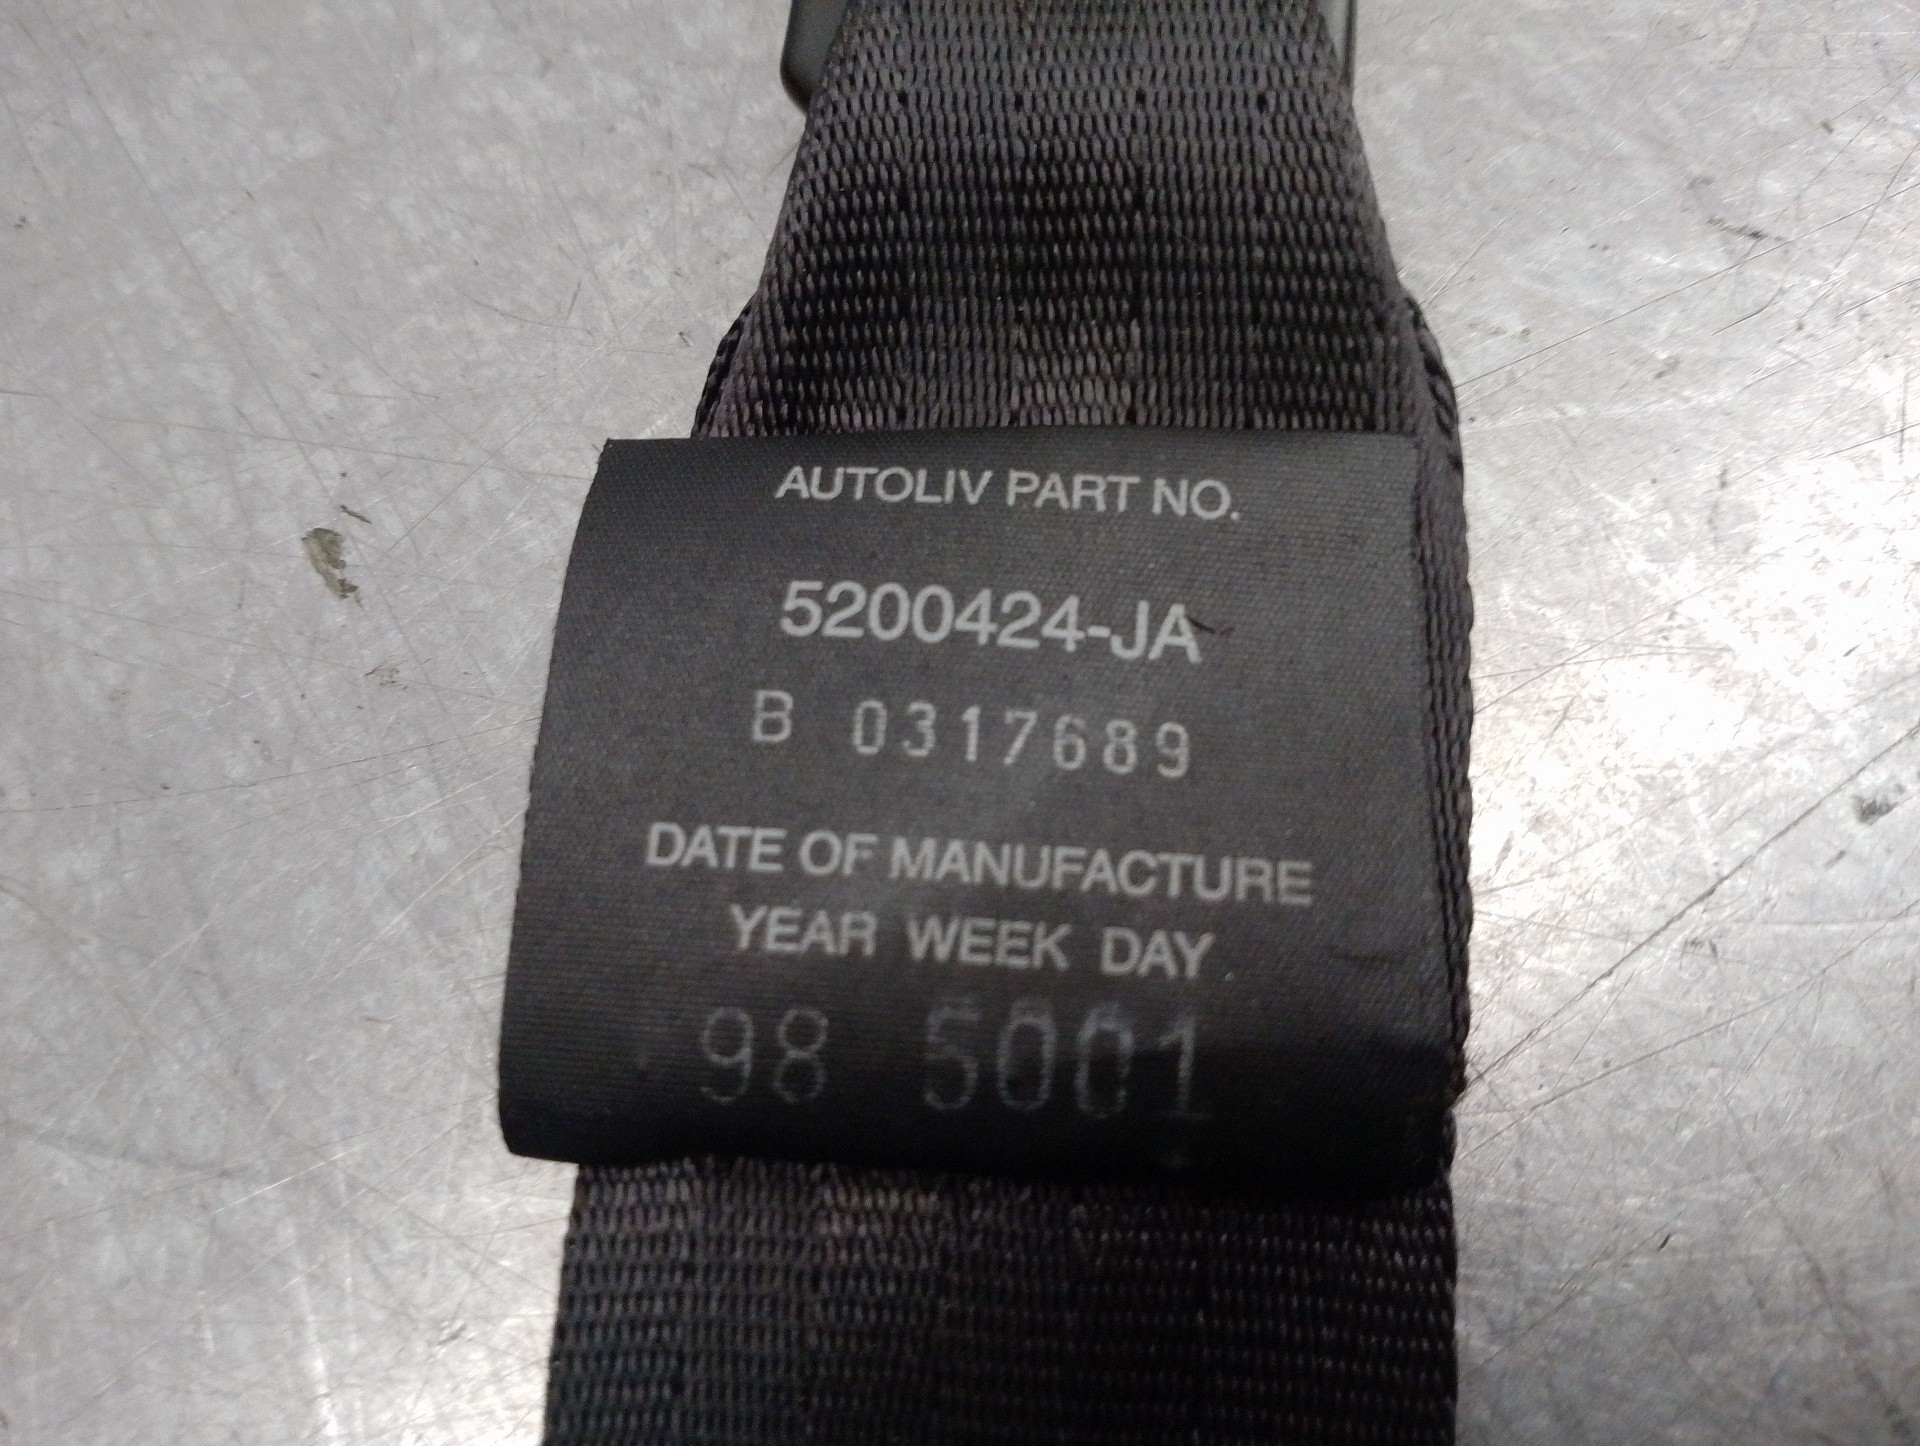 AUTOLIV PART NO.
5200424-JA
B 0317689
DATE OF MANUFACTURE
YEAR WEEK DAY
98 5001